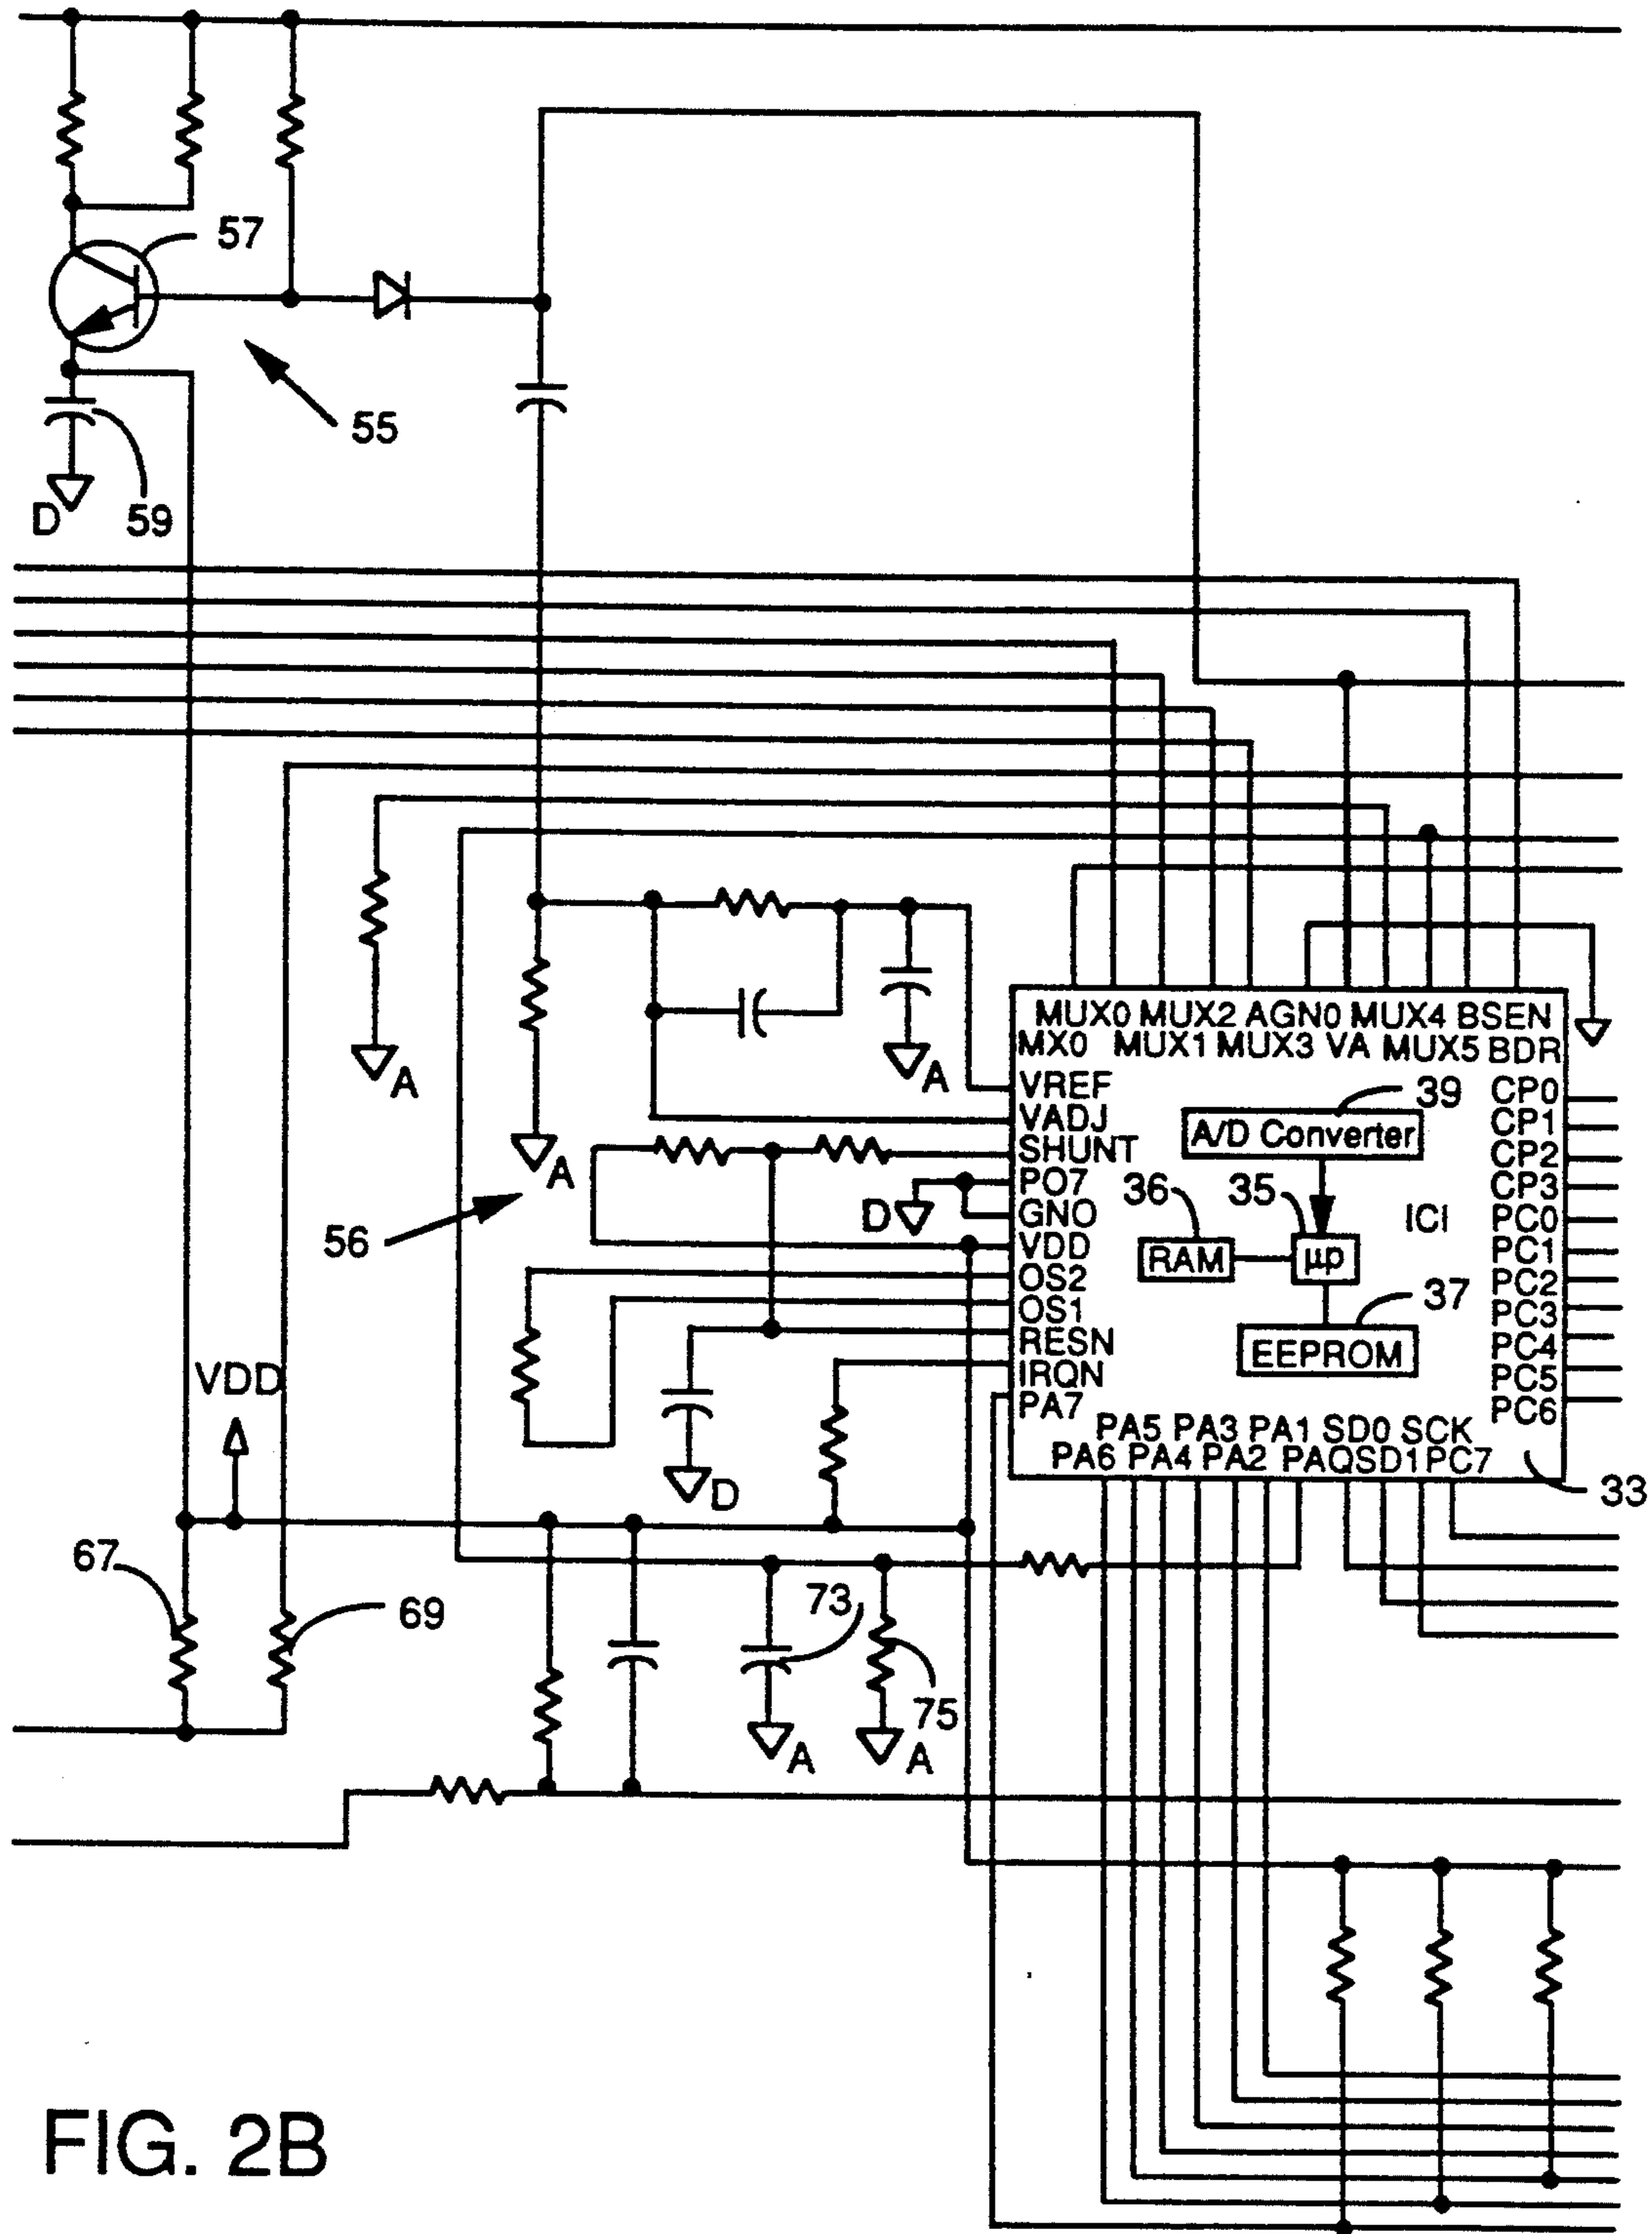 57
55
D 59
A
A
A
MUX0 MUX2 AGN0 MUX4 BSEN
MX0 MUX1 MUX3 VA MUX5 BDR
VREF
VADJ
SHUNT
PO7
GNO
VDD
OS2
OS1
RESN
IRQN
PA7
39
A/D Converter
36
35
ICI
RAM
µp
37
EEPROM
CP0
CP1
CP2
CP3
PC0
PC1
PC2
PC3
PC4
PC5
PC6
PA5 PA3 PA1 SD0 SCK
PA6 PA4 PA2 PAQSD1PC7
33
D
56
VDD
D
67
69
73
75
A
A
FIG. 2B